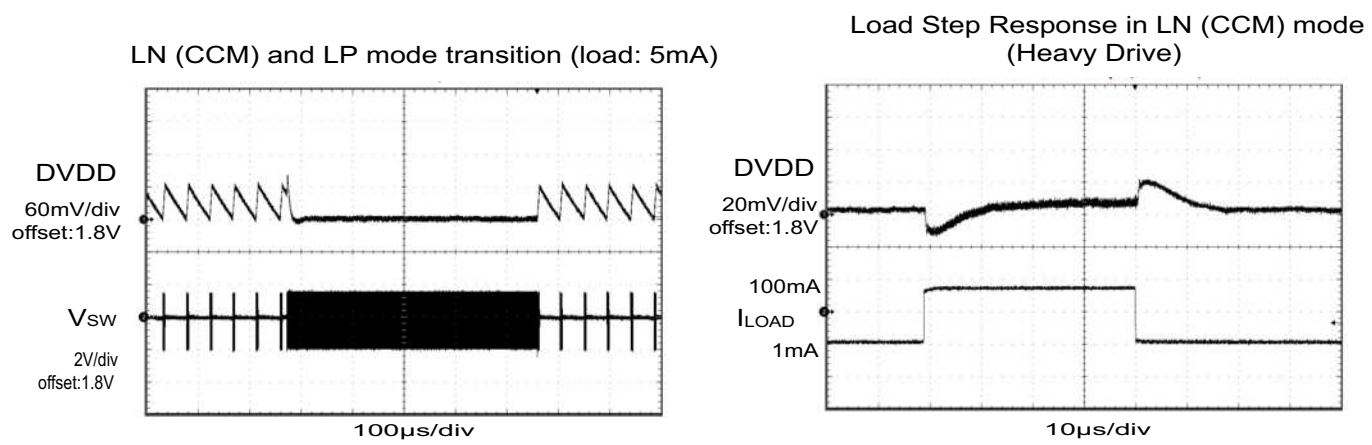 LN (CCM) and LP mode transition (load: 5mA)
DVDD
60mV/div
offset:1.8V
VSW
2V/div
offset:1.8V
100μs/div
Load Step Response in LN (CCM) mode
(Heavy Drive)
DVDD
20mV/div
offset:1.8V
100mA
ILOAD
1mA
10μs/div